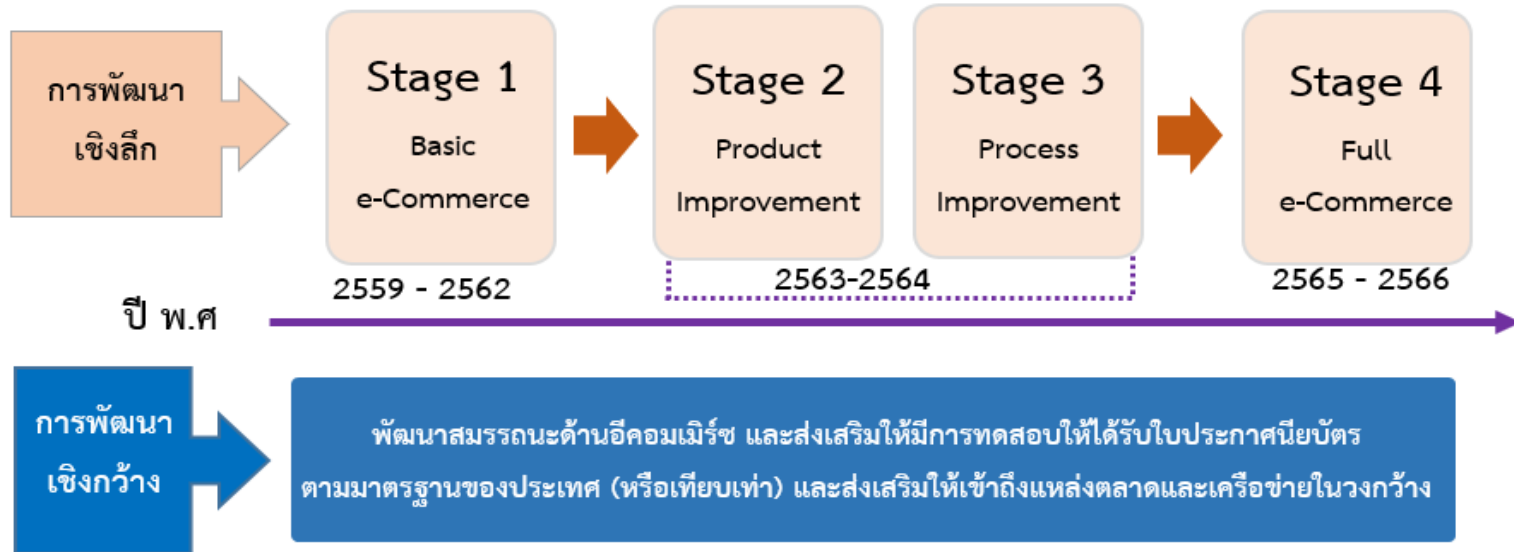 การพัฒนา
เชิงลึก
Stage 1
Basic
e-Commerce
2559 - 2562
Stage 2
Product
Improvement
Stage 3
Process
Improvement
2563-2564
Stage 4
Full
e-Commerce
2565 - 2566
ปี พ.ศ
การพัฒนา
เชิงกว้าง
พัฒนาสมรรถนะด้านอีคอมเมิร์ซ และส่งเสริมให้มีการทดสอบให้ได้รับใบประกาศนียบัตร
ตามมาตรฐานของประเทศ (หรือเทียบเท่า) และส่งเสริมให้เข้าถึงแหล่งตลาดและเครือข่ายในวงกว้าง